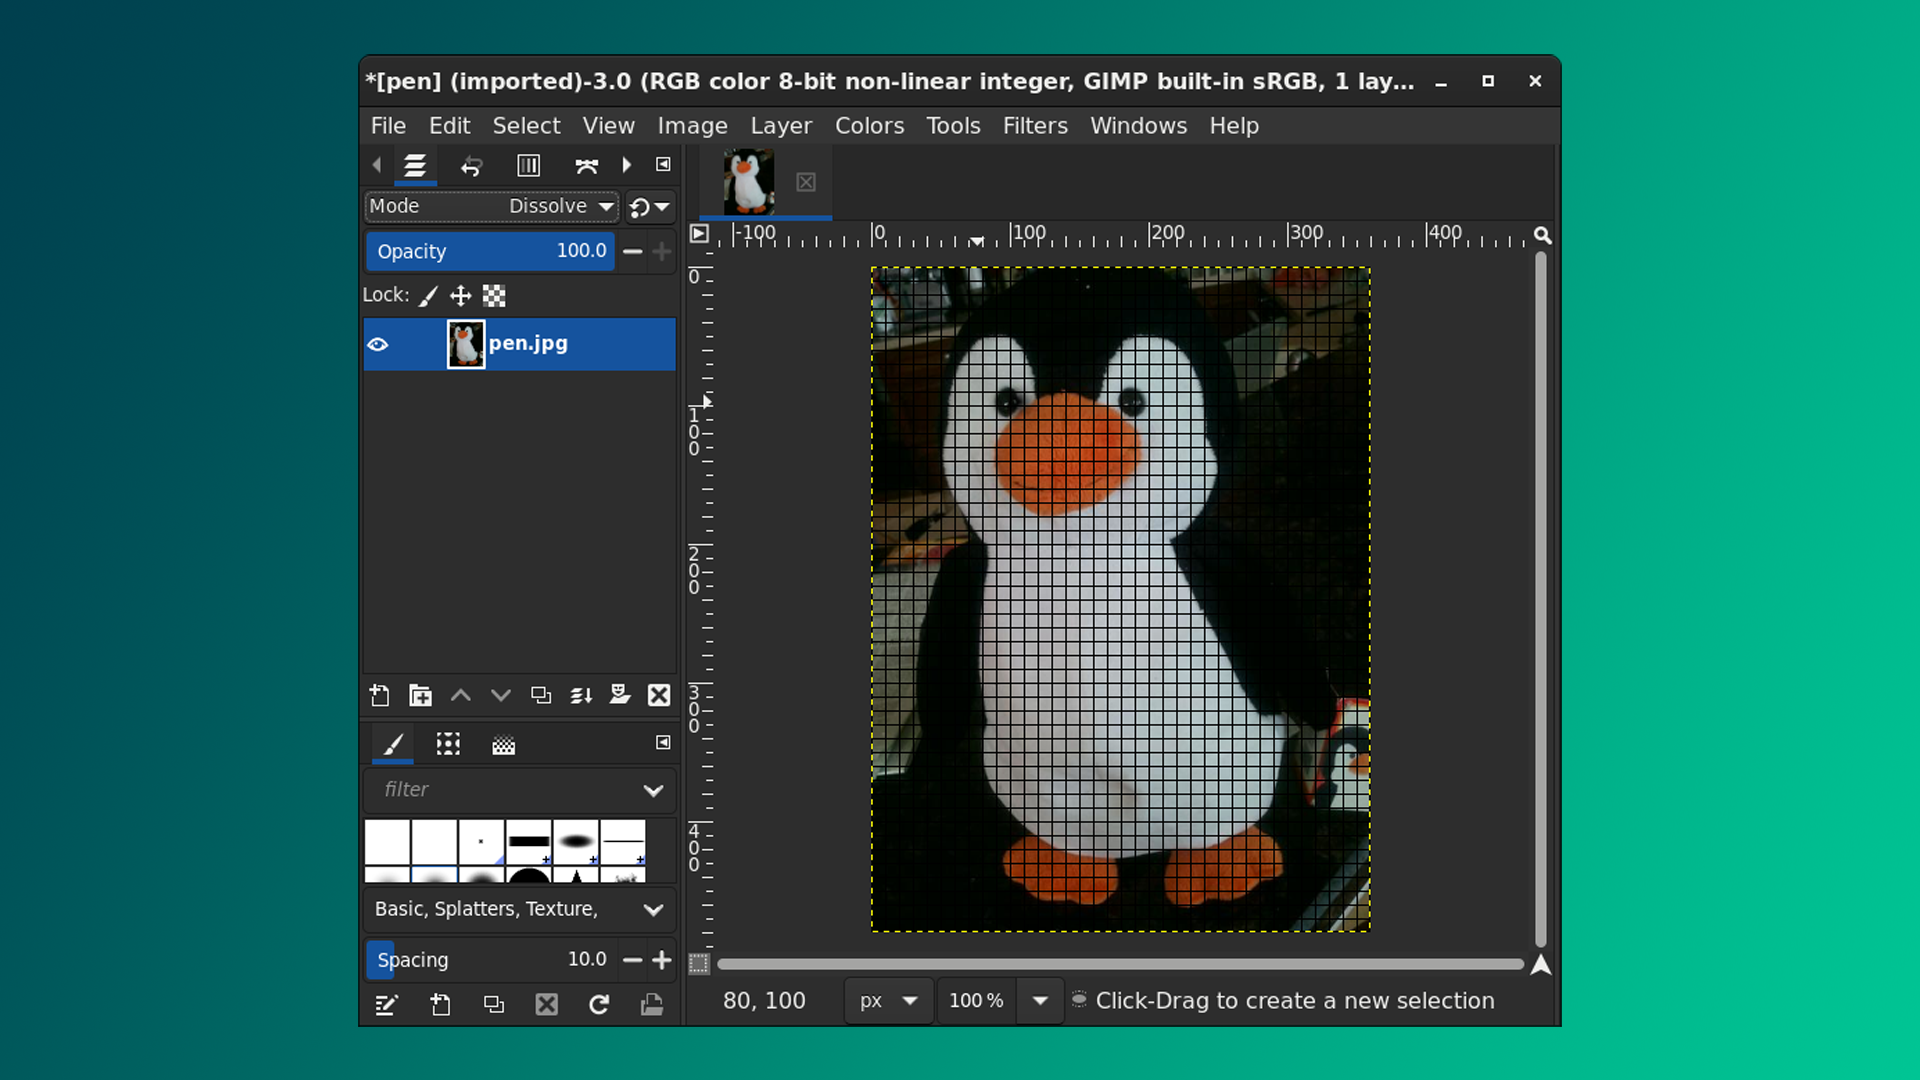 *[pen] (imported)-3.0 (RGB color 8-bit non-linear integer, GIMP built-in sRGB, 1 lay...
File Edit Select View Image Layer Colors Tools Filters Windows Help
Mode Dissolve
Opacity 100.0
Lock:
pen.jpg
filter
Basic, Splatters, Texture,
Spacing 10.0
-100 0 100 200 300 400
0
100
200
300
400
80, 100 px 100 % Click-Drag to create a new selection